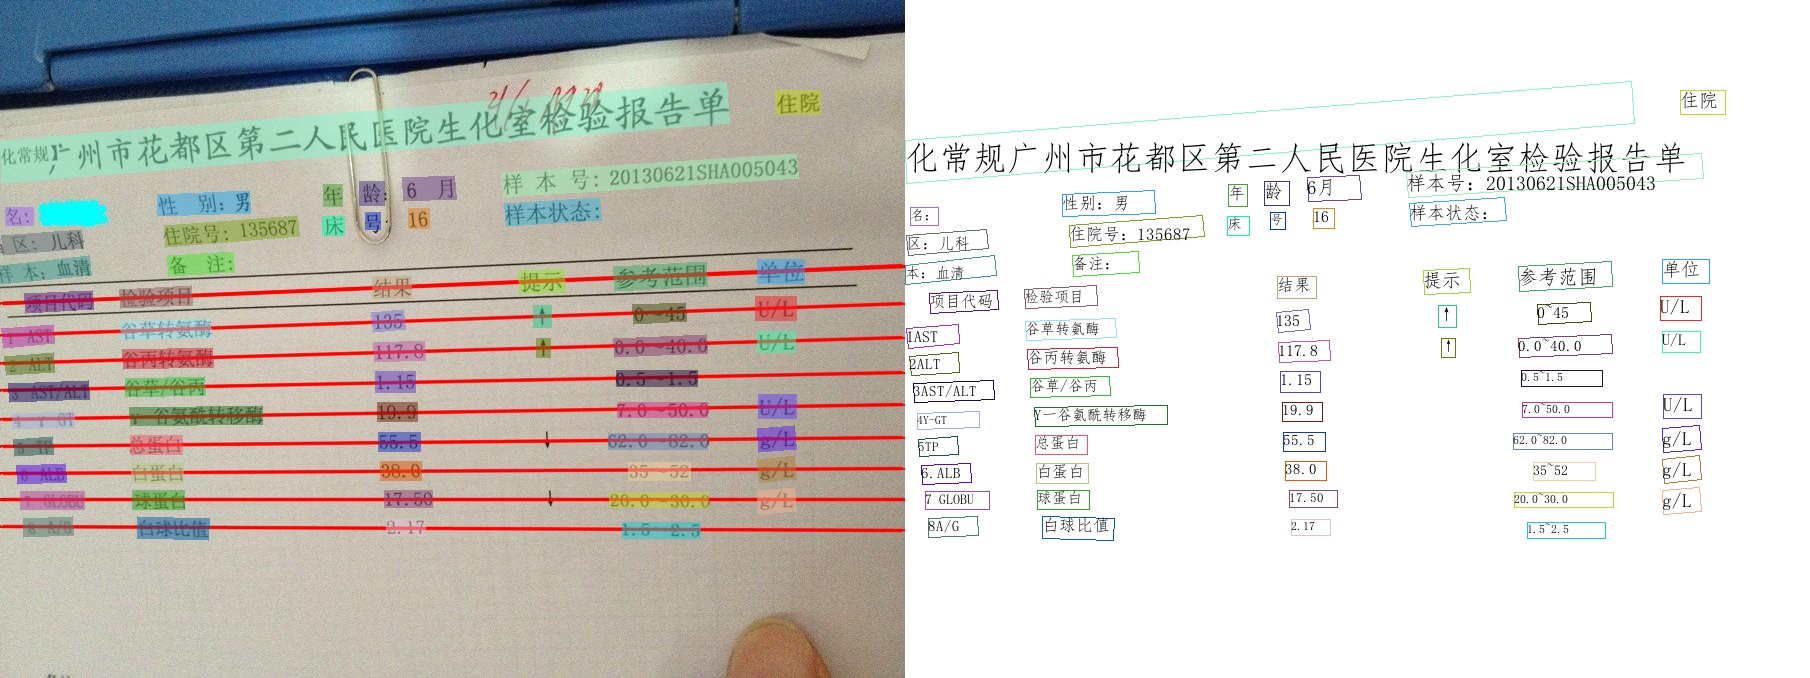 化常规 广州市花都区第二人民医院生化室检验报告单 住院
样 本 号: 20130621SHA005043
名: 性 别: 男 年 龄: 6 月 样本状态:
区: 儿科 住院号: 135687 床 号: 16
样 本: 血清 备 注:
项目代码 检验项目 结果 提示 参考范围 单位
1 AST 谷草转氨酶 135 ↑ 0~45 U/L
2 ALT 谷丙转氨酶 117.8 ↑ 0.0~40.0 U/L
3 AST/ALT 谷草/谷丙 1.15 0.5~1.5
4 γ-GT γ-谷氨酰转移酶 19.9 7.0~50.0 U/L
5 TP 总蛋白 55.5 ↓ 62.0~82.0 g/L
6 ALB 白蛋白 38.0 35~52 g/L
7 GLOBU 球蛋白 17.50 ↓ 20.0~30.0 g/L
8 A/G 白球比值 2.17 1.5~2.5
住院
化常规广州市花都区第二人民医院生化室检验报告单
样本号: 20130621SHA005043
名: 性别: 男 年 龄 6月 样本状态:
区: 儿科 住院号: 135687 床 号 16
本: 血清 备注:
项目代码 检验项目 结果 提示 参考范围 单位
1AST 谷草转氨酶 135 ↑ 0~45 U/L
2ALT 谷丙转氨酶 117.8 ↑ 0.0~40.0 U/L
3AST/ALT 谷草/谷丙 1.15 0.5~1.5
4Y-GT Y一谷氨酰转移酶 19.9 7.0~50.0 U/L
5TP 总蛋白 55.5 62.0~82.0 g/L
6.ALB 白蛋白 38.0 35~52 g/L
7 GLOBU 球蛋白 17.50 20.0~30.0 g/L
8A/G 白球比值 2.17 1.5~2.5